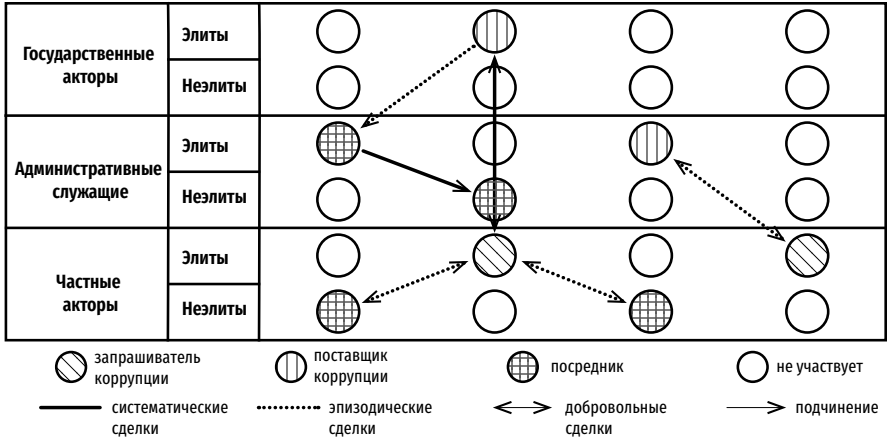 Государственные
акторы
Элиты
Неэлиты
Административные
служащие
Элиты
Неэлиты
Частные
акторы
Элиты
Неэлиты
запрашиватель
коррупции
поставщик
коррупции
посредник
не участвует
систематические
сделки
эпизодические
сделки
добровольные
сделки
подчинение